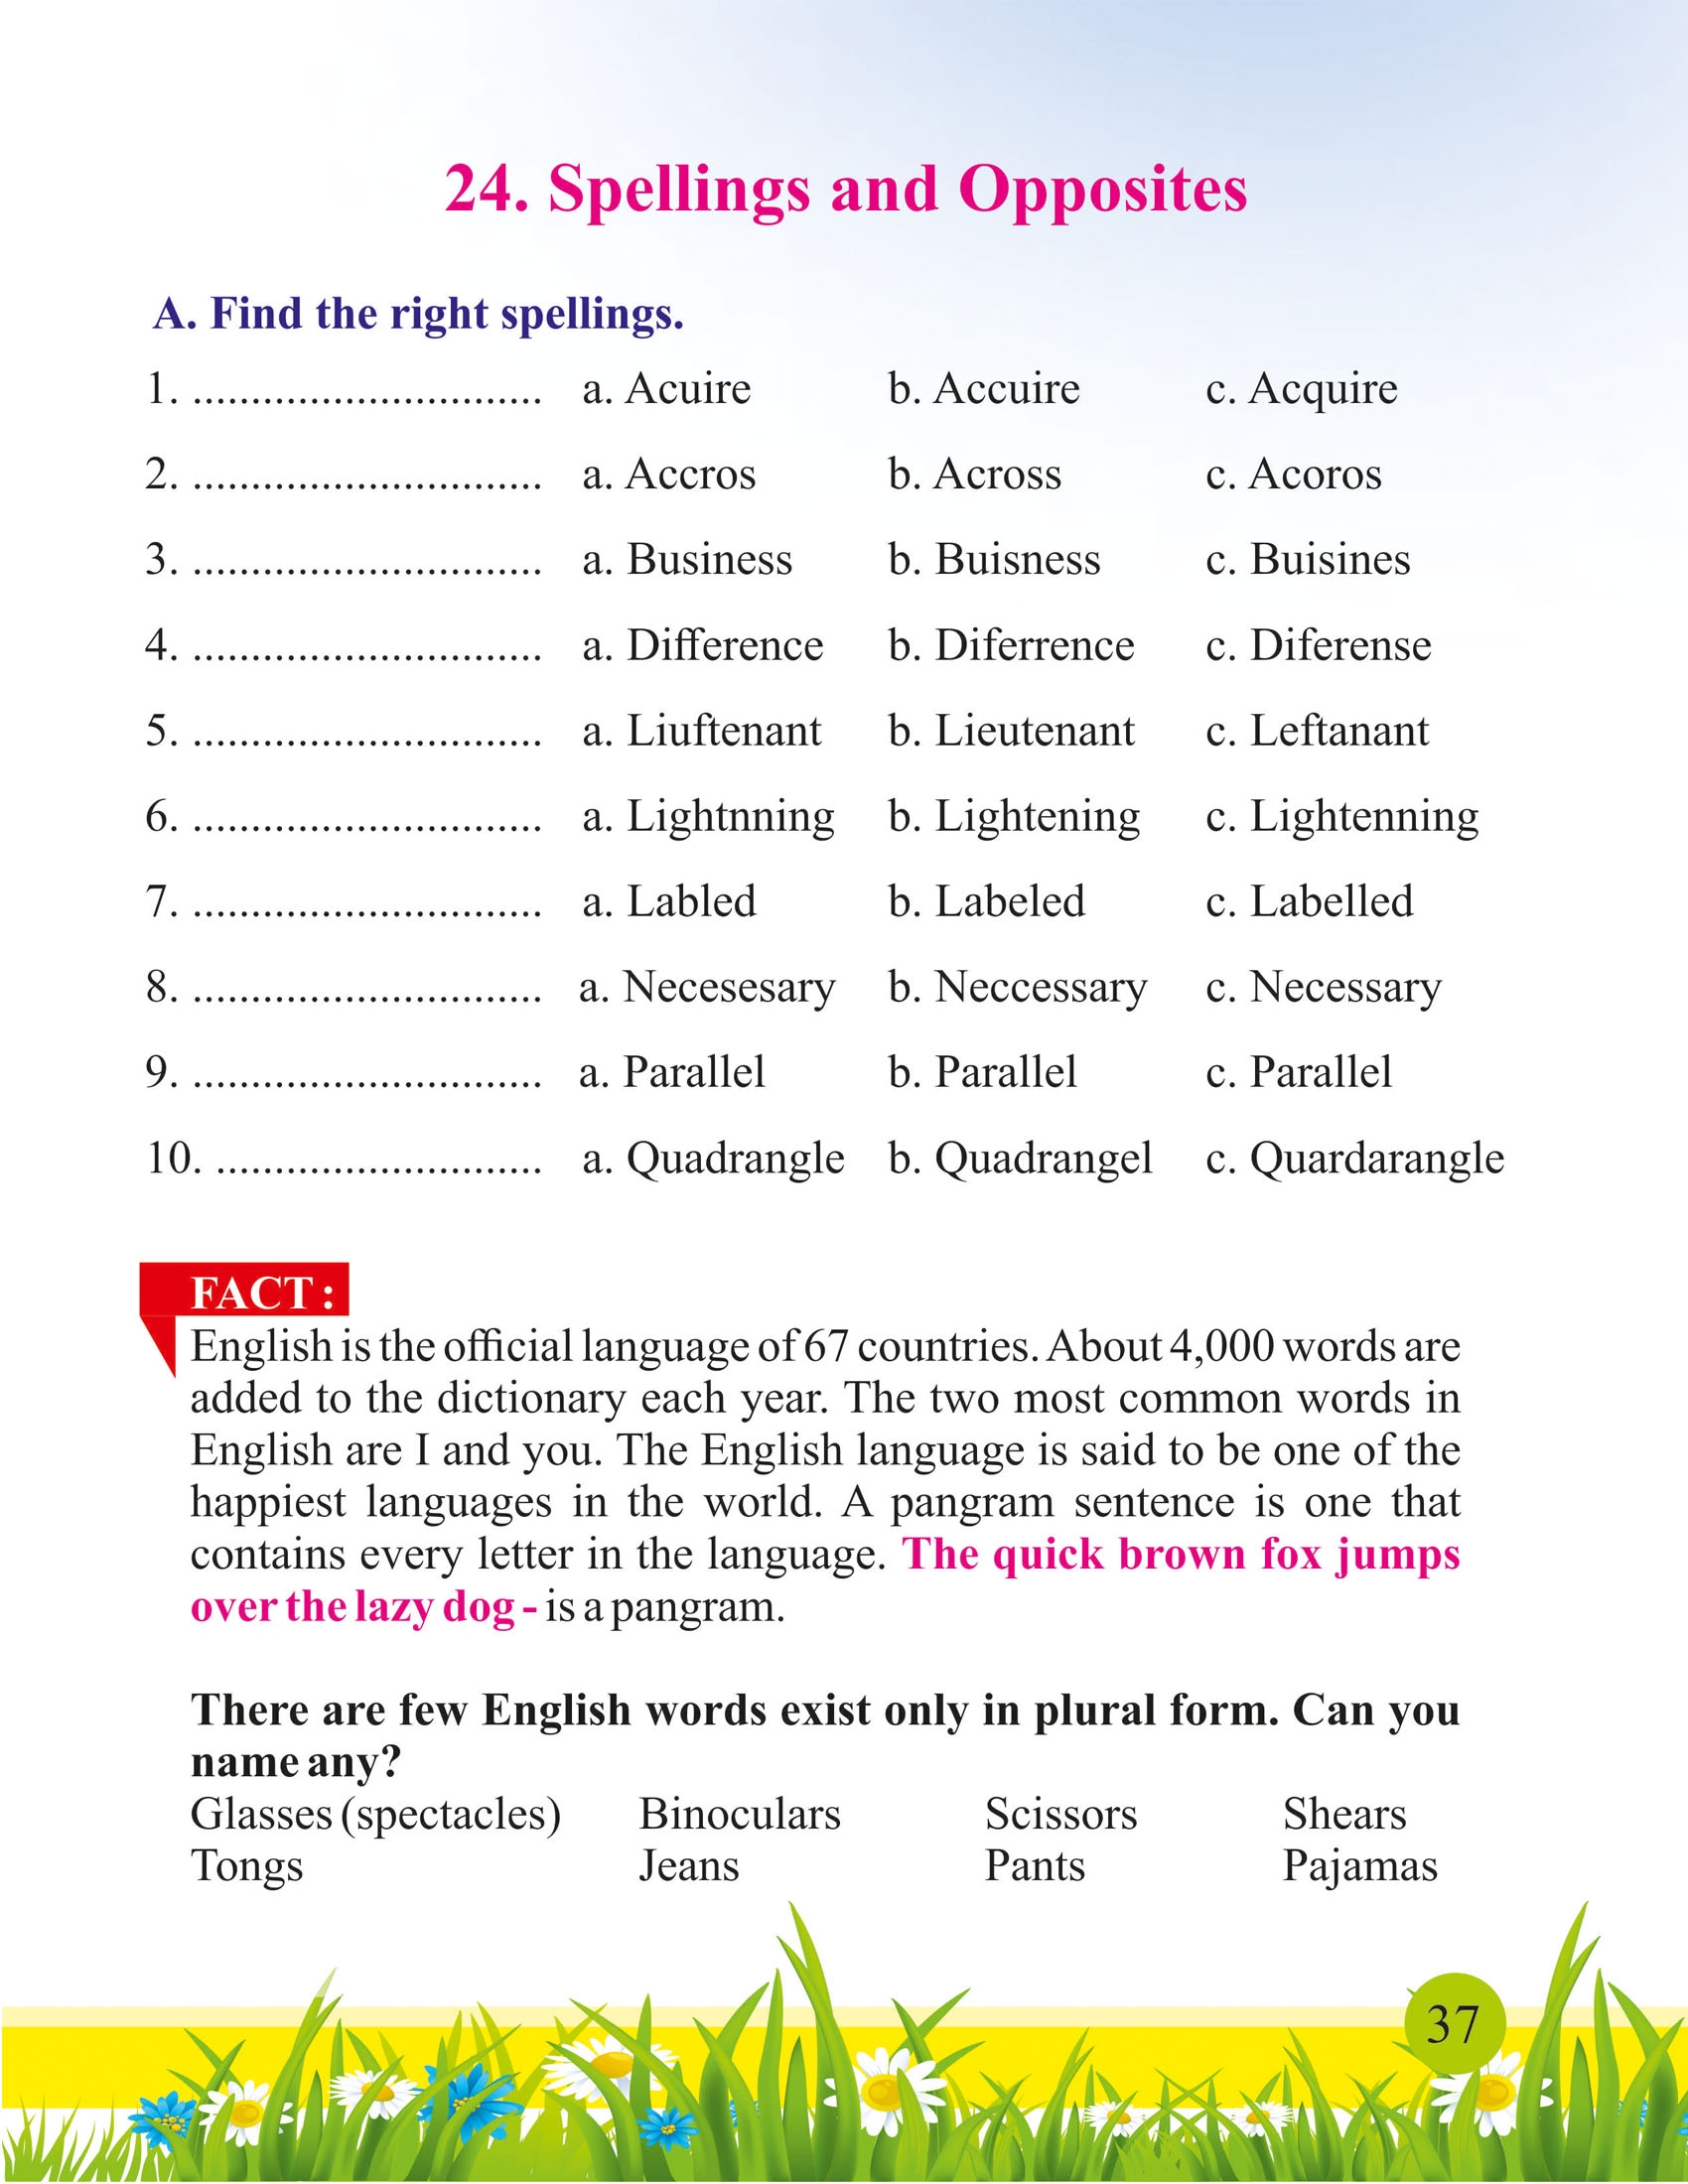 24. Spellings and Opposites
A. Find the right spellings.
1. .............................. a. Acuire b. Accuire c. Acquire
2. .............................. a. Accros b. Across c. Acoros
3. .............................. a. Business b. Buisness c. Buisines
4. .............................. a. Difference b. Diferrence c. Diferense
5. .............................. a. Liuftenant b. Lieutenant c. Leftanant
6. .............................. a. Lightnning b. Lightening c. Lightenning
7. .............................. a. Labled b. Labeled c. Labelled
8. .............................. a. Necesesary b. Neccessary c. Necessary
9. .............................. a. Parallel b. Parallel c. Parallel
10. ............................ a. Quadrangle b. Quadrangel c. Quardarangle
FACT :
English is the official language of 67 countries. About 4,000 words are
added to the dictionary each year. The two most common words in
English are I and you. The English language is said to be one of the
happiest languages in the world. A pangram sentence is one that
contains every letter in the language. The quick brown fox jumps
over the lazy dog - is a pangram.
There are few English words exist only in plural form. Can you
name any?
Glasses (spectacles) Binoculars Scissors Shears
Tongs Jeans Pants Pajamas
37